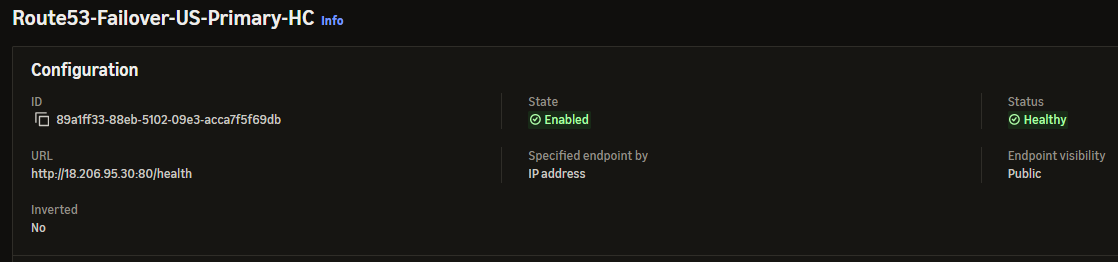 Route53-Failover-US-Primary-HC Info
Configuration
ID
89a1ff33-88eb-5102-09e3-acca7f5f69db
State
Enabled
Status
Healthy
URL
http://18.206.95.30:80/health
Specified endpoint by
IP address
Endpoint visibility
Public
Inverted
No